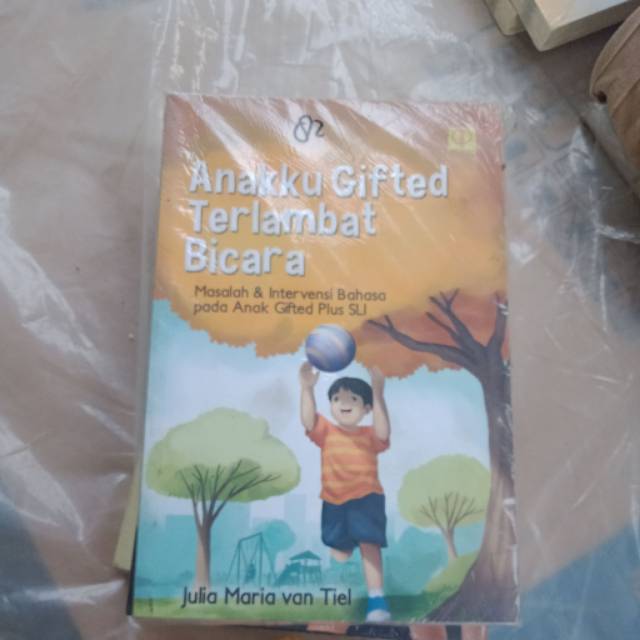 Anakku Gifted
Terlambat
Bicara
Masalah & Intervensi Bahasa
pada Anak Gifted Plus SLI
Julia Maria van Tiel